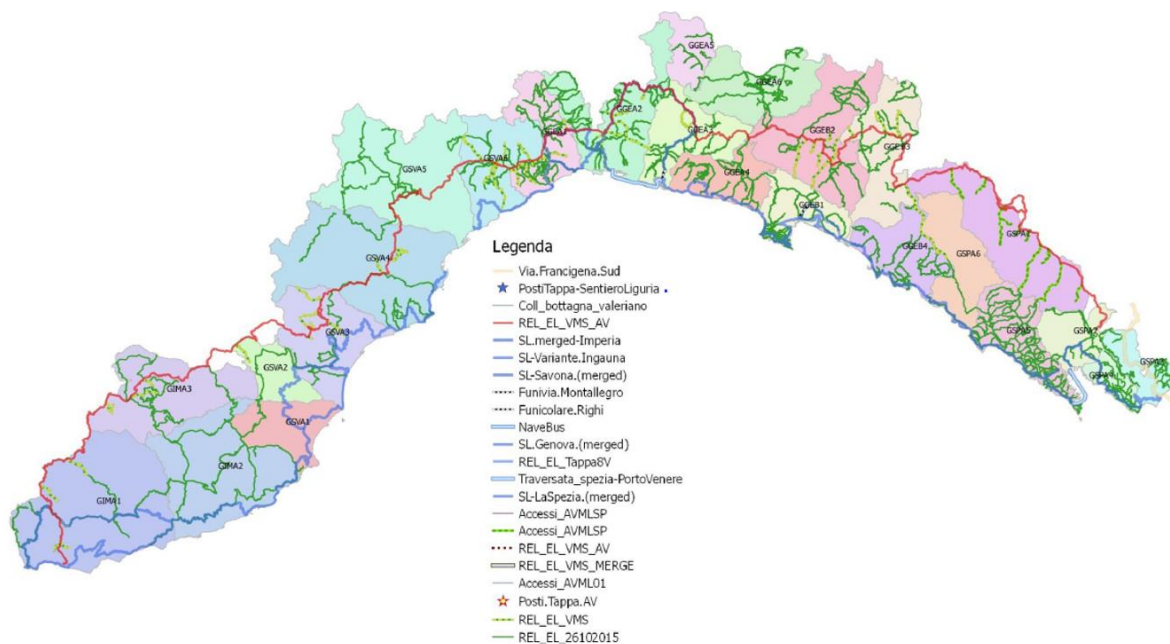 GGEA5
GGEA6
GGEA2
GGEA3
GGEB2
GGEB3
GSVA6
GSVA5
GGEA4
GGEB1
GGEB4
GSPA6
GSVA4
GSPA5
GSPA2
GSVA3
GSPA3
GSVA2
GIMA3
GSVA1
GIMA2
GIMA1
Legenda
Via.Francigena.Sud
PostiTappa-SentieroLiguria
Coll_bottagna_valeriano
REL_EL_VMS_AV
SL.merged-Imperia
SL-Variante.Ingauna
SL-Savona.(merged)
Funivia.Montallegro
Funicolare.Righi
NaveBus
SL.Genova.(merged)
REL_EL_Tappa8V
Traversata_spezia-PortoVenere
SL-LaSpezia.(merged)
Accessi_AVMLSP
Accessi_AVMLSP
REL_EL_VMS_AV
REL_EL_VMS_MERGE
Accessi_AVML01
Posti.Tappa.AV
REL_EL_VMS
REL_EL_26102015